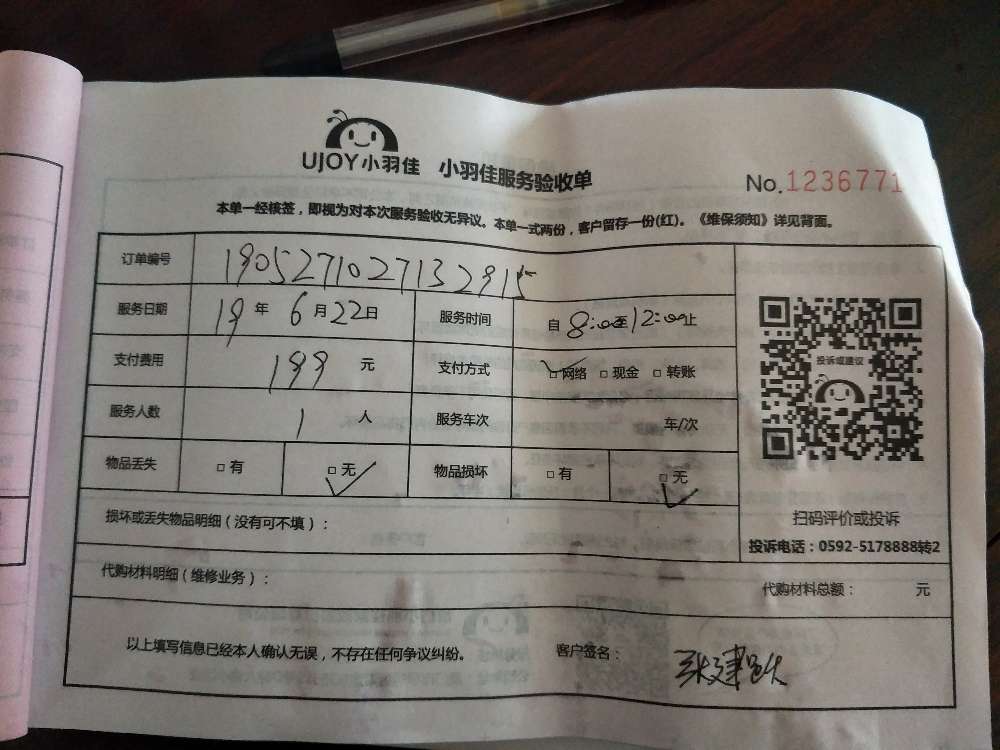 UJOY小羽佳 小羽佳服务验收单
No.1236771
本单一经核签，即视为对本次服务验收无异议。本单一式两份，客户留存一份(红)。《维保须知》详见背面。
订单编号 1905271027132915
服务日期 19年6月22日 服务时间 自8:00至12:00止
投诉或建议
支付费用 199元 支付方式 □网络 □现金 □转账
服务人数 1人 服务车次 车/次
物品丢失 □有 □无 物品损坏 □有 □无
损坏或丢失物品明细（没有可不填）：
扫码评价或投诉
投诉电话：0592-5178888转2
代购材料明细（维修业务）：
代购材料总额： 元
以上填写信息已经本人确认无误，不存在任何争议纠纷。 客户签名：张建跃